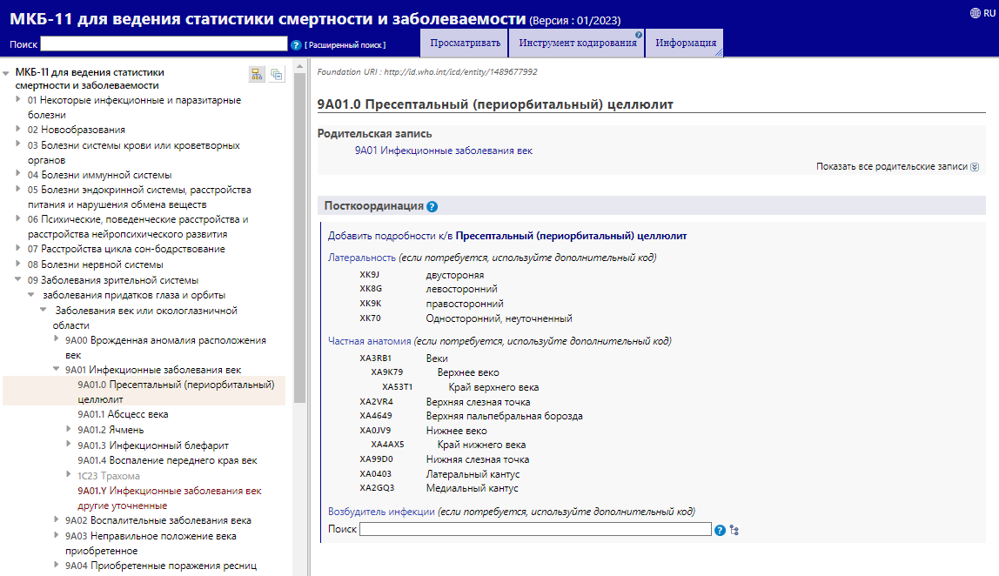 МКБ-11 для ведения статистики смертности и заболеваемости (Версия : 01/2023)
RU
Поиск
[ Расширенный поиск ]
Просматривать
Инструмент кодирования
Информация
МКБ-11 для ведения статистики
смертности и заболеваемости
01 Некоторые инфекционные и паразитарные
болезни
02 Новообразования
03 Болезни системы крови или кроветворных
органов
04 Болезни иммунной системы
05 Болезни эндокринной системы, расстройства
питания и нарушения обмена веществ
06 Психические, поведенческие расстройства и
расстройства нейропсихического развития
07 Расстройства цикла сон-бодрствование
08 Болезни нервной системы
09 Заболевания зрительной системы
заболевания придатков глаза и орбиты
Заболевания век или окологлазничной
области
9A00 Врожденная аномалия расположения
век
9A01 Инфекционные заболевания век
9A01.0 Пресептальный (периорбитальный)
целлюлит
9A01.1 Абсцесс века
9A01.2 Ячмень
9A01.3 Инфекционный блефарит
9A01.4 Воспаление переднего края век
1C23 Трахома
9A01.Y Инфекционные заболевания век
другие уточненные
9A02 Воспалительные заболевания века
9A03 Неправильное положение века
приобретенное
9A04 Приобретенные поражения ресниц
Foundation URI : http://id.who.int/icd/entity/1489677992
9A01.0 Пресептальный (периорбитальный) целлюлит
Родительская запись
9A01 Инфекционные заболевания век
Показать все родительские записи
Посткоординация
Добавить подробности к/в Пресептальный (периорбитальный) целлюлит
Латеральность (если потребуется, используйте дополнительный код)
XK9J двустороняя
XK8G левосторонний
XK9K правосторонний
XK70 Односторонний, неуточненный
Частная анатомия (если потребуется, используйте дополнительный код)
XA3RB1 Веки
XA9K79 Верхнее веко
XA53T1 Край верхнего века
XA2VR4 Верхняя слезная точка
XA4649 Верхняя пальпебральная борозда
XA0JV9 Нижнее веко
XA4AX5 Край нижнего века
XA99D0 Нижняя слезная точка
XA0403 Латеральный кантус
XA2GQ3 Медиальный кантус
Возбудитель инфекции (если потребуется, используйте дополнительный код)
Поиск